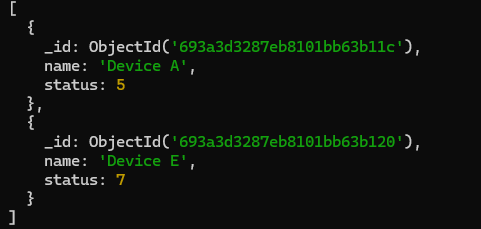 [
  {
    _id: ObjectId('693a3d3287eb8101bb63b11c'),
    name: 'Device A',
    status: 5
  },
  {
    _id: ObjectId('693a3d3287eb8101bb63b120'),
    name: 'Device E',
    status: 7
  }
]